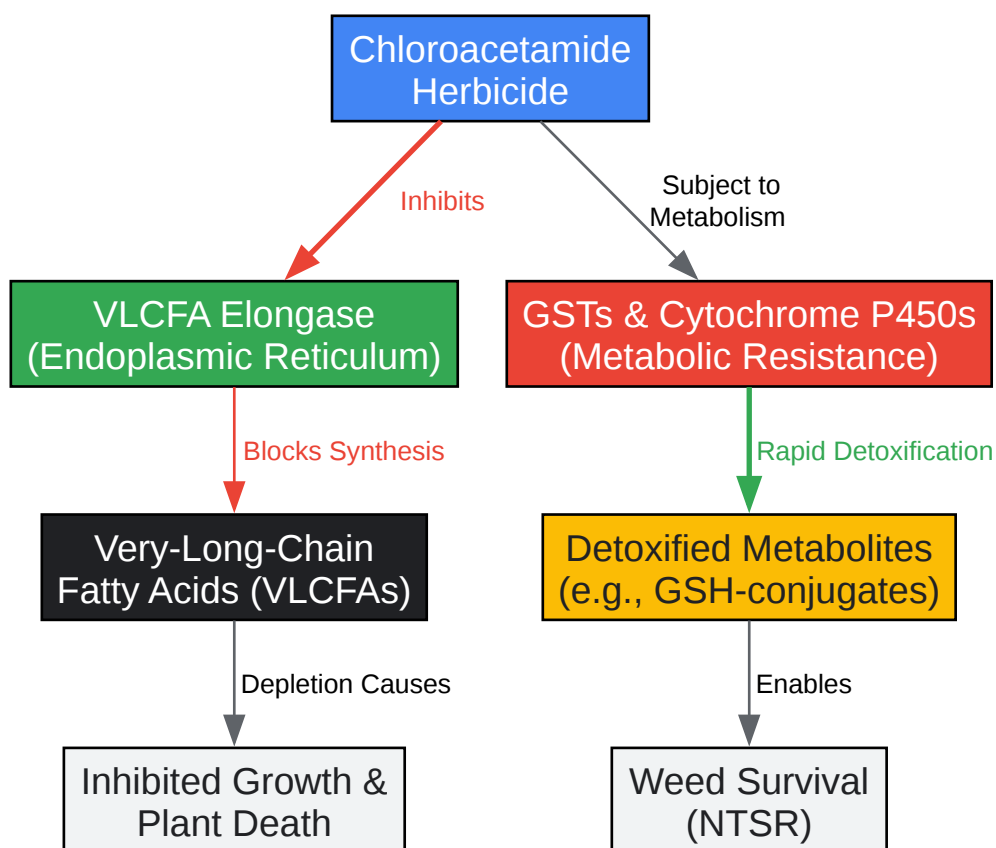 Chloroacetamide
Herbicide
Inhibits
Subject to
Metabolism
VLCFA Elongase
(Endoplasmic Reticulum)
GSTs & Cytochrome P450s
(Metabolic Resistance)
Blocks Synthesis
Rapid Detoxification
Very-Long-Chain
Fatty Acids (VLCFAs)
Detoxified Metabolites
(e.g., GSH-conjugates)
Depletion Causes
Enables
Inhibited Growth &
Plant Death
Weed Survival
(NTSR)